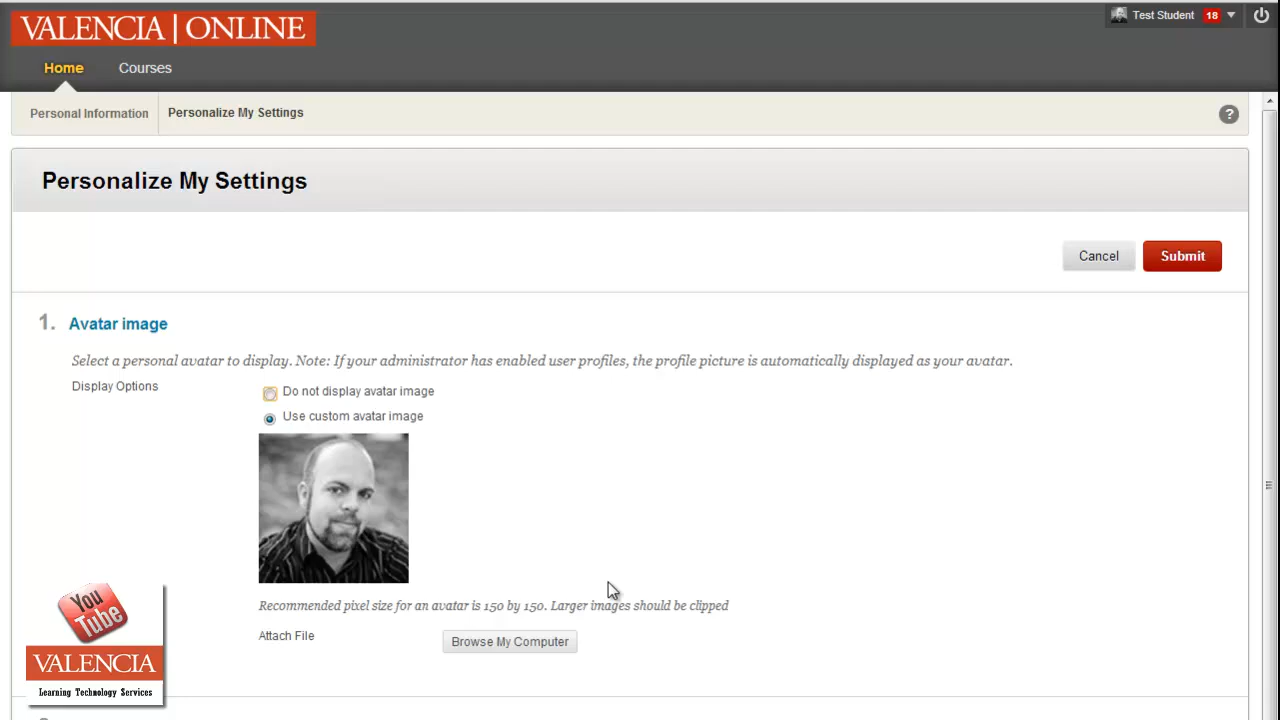 VALENCIA | ONLINE
Test Student 18
Home Courses
Personal Information Personalize My Settings
?
Personalize My Settings
Cancel Submit
1. Avatar image
Select a personal avatar to display. Note: If your administrator has enabled user profiles, the profile picture is automatically displayed as your avatar.
Display Options
Do not display avatar image
Use custom avatar image
Recommended pixel size for an avatar is 150 by 150. Larger images should be clipped
Attach File Browse My Computer
You
Tube
VALENCIA
Learning Technology Services